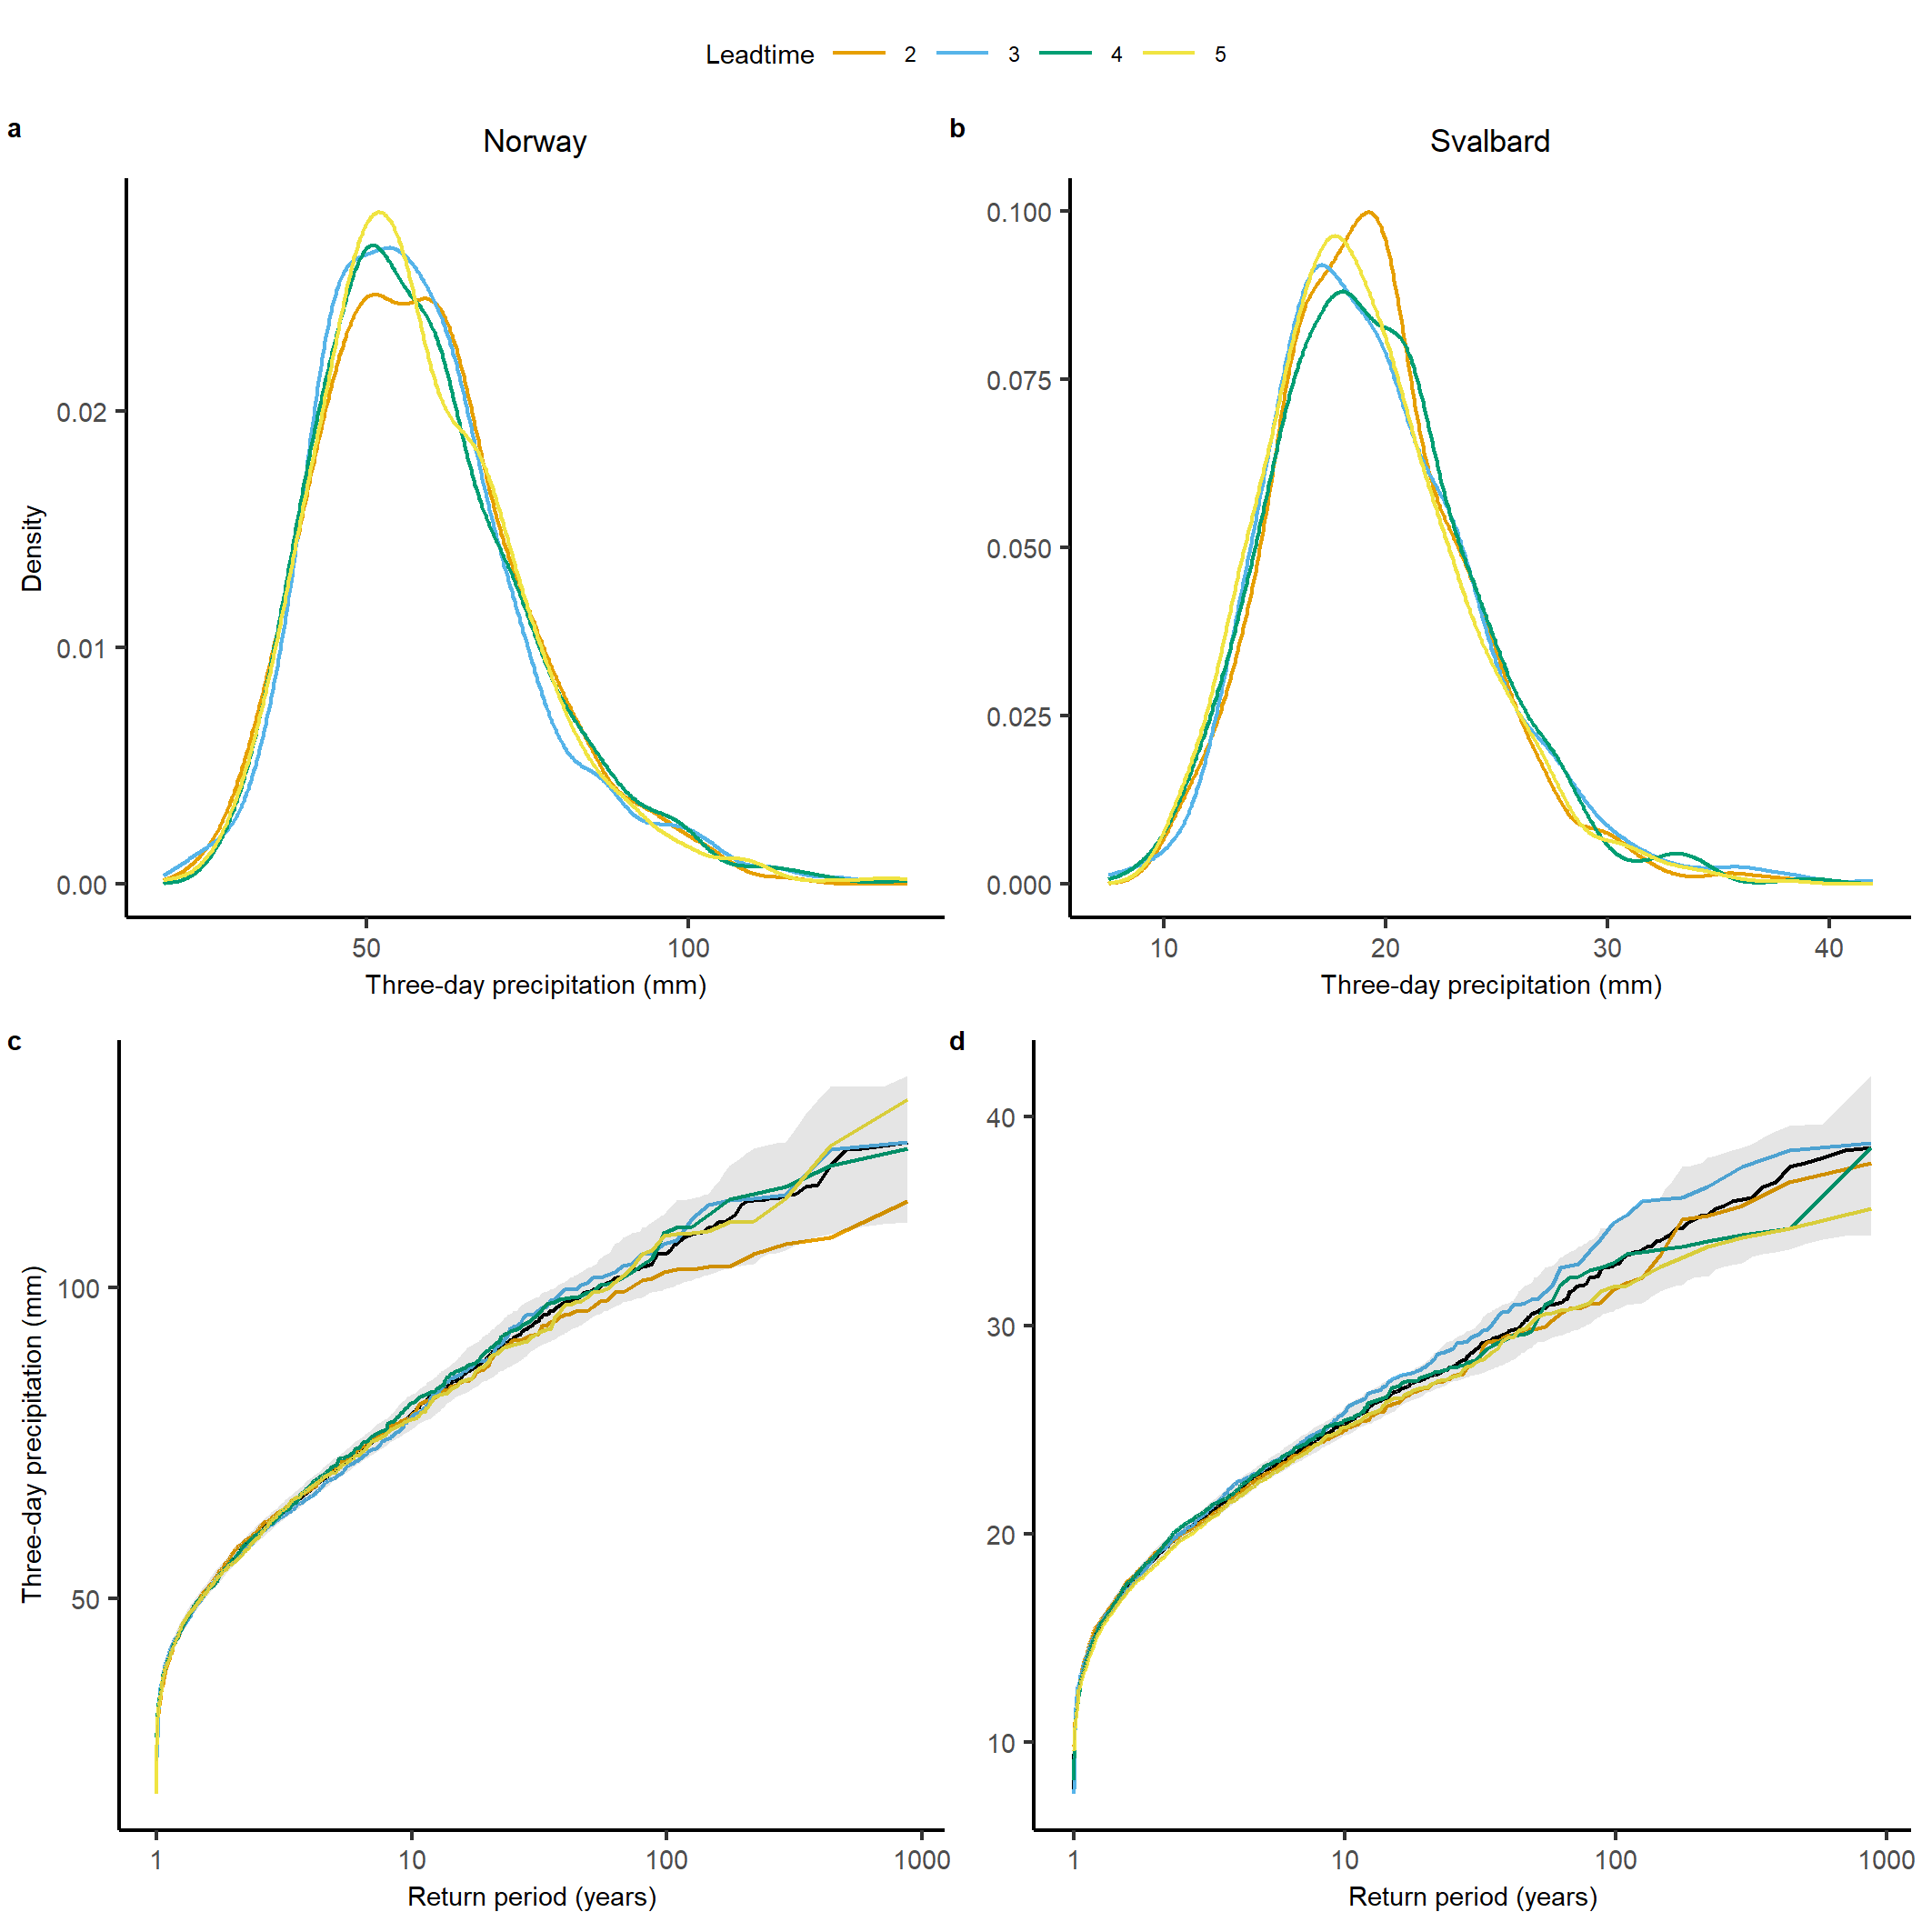 Leadtime 2 3 4 5
a b
Norway Svalbard
Density
0.02
0.01
0.00
50 100
Three-day precipitation (mm)
0.100
0.075
0.050
0.025
0.000
10 20 30 40
Three-day precipitation (mm)
c d
Three-day precipitation (mm)
100
50
1 10 100 1000
Return period (years)
40
30
20
10
1 10 100 1000
Return period (years)